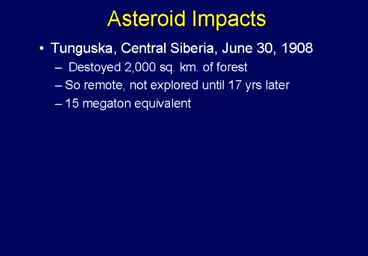 Asteroid Impacts
• Tunguska, Central Siberia, June 30, 1908
– Destoyed 2,000 sq. km. of forest
– So remote, not explored until 17 yrs later
– 15 megaton equivalent